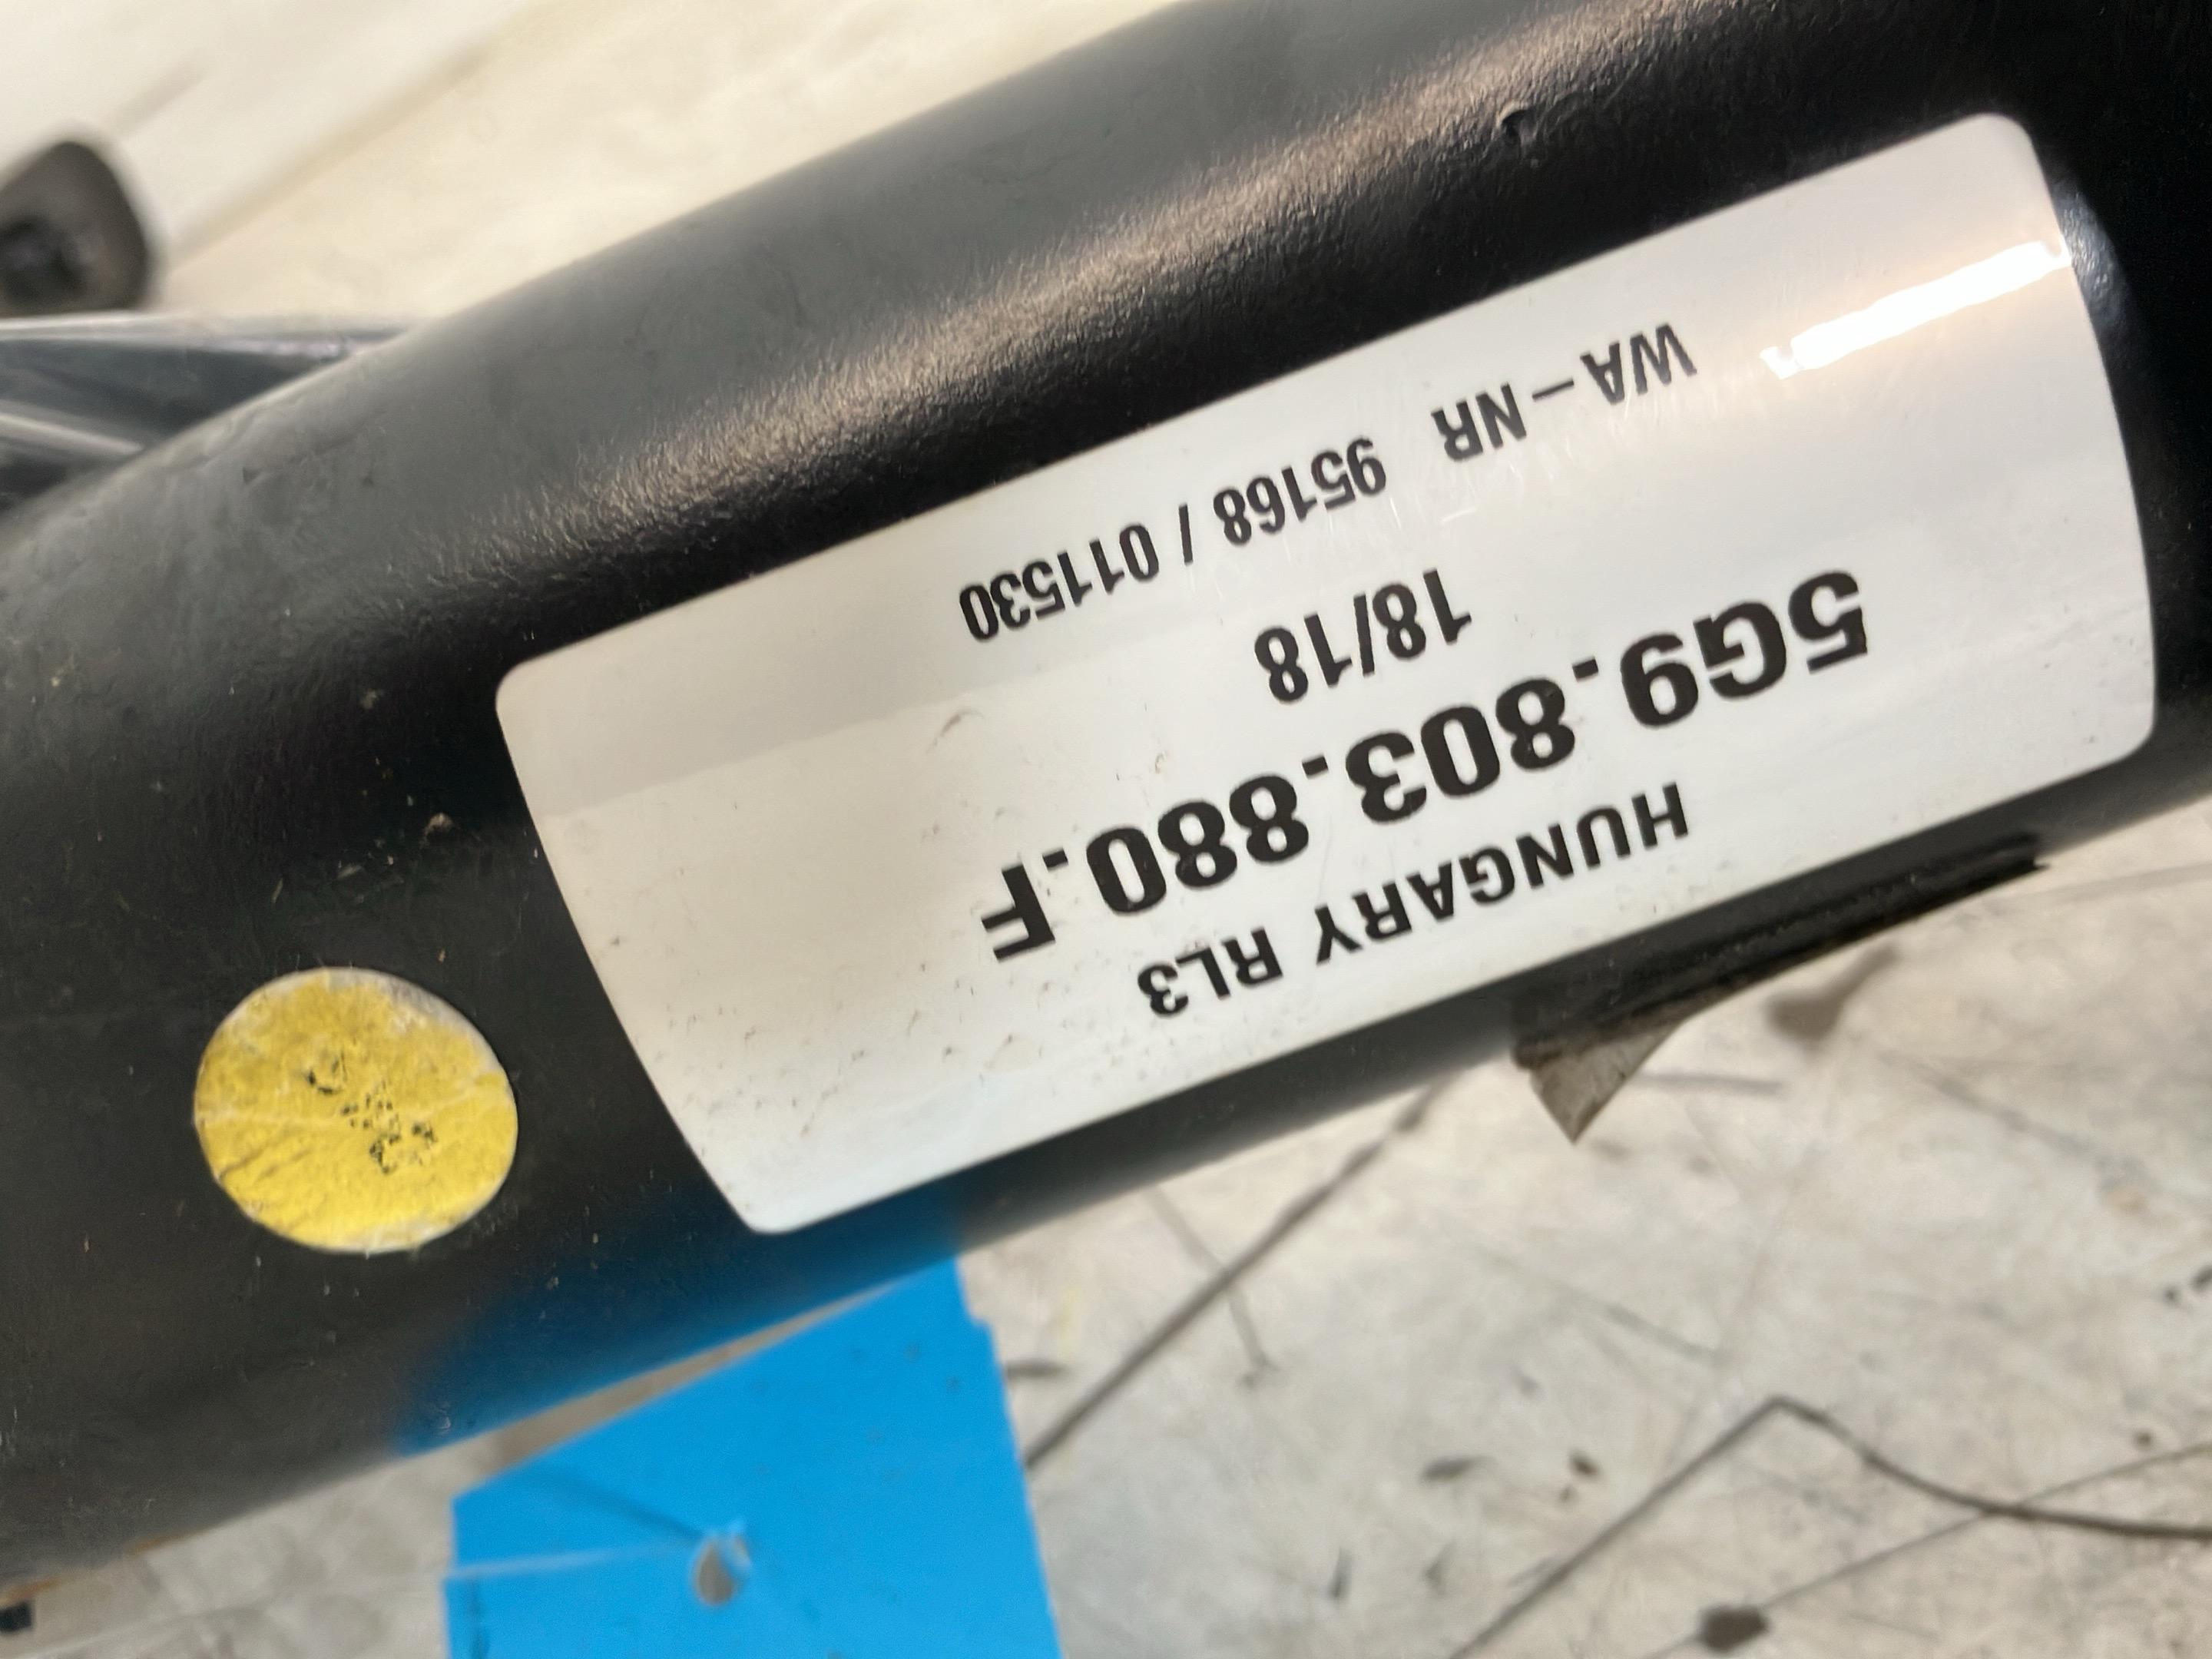 HUNGARY RL3
5G9.803.880.F
18/18
WA-NR 95168 / 011530